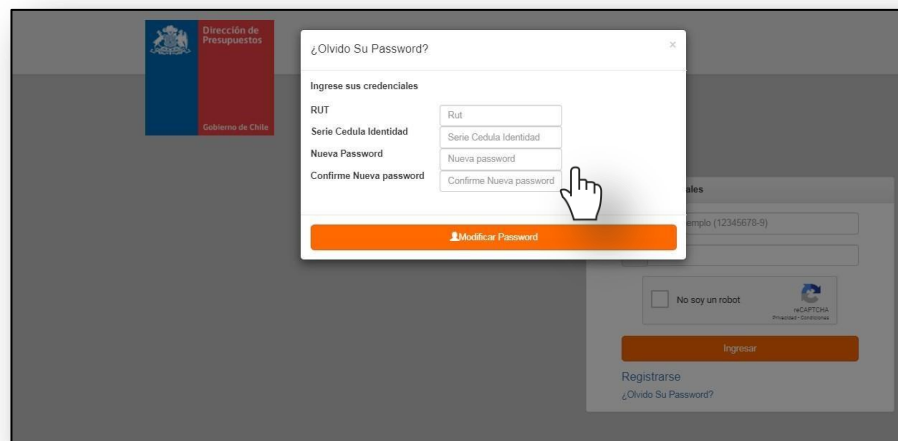 Dirección de
Presupuestos
Gobierno de Chile
¿Olvido Su Password?
×
Ingrese sus credenciales
RUT
Rut
Serie Cedula Identidad
Serie Cedula Identidad
Nueva Password
Nueva password
Confirme Nueva password
Confirme Nueva password
Modificar Password
ales
emplo (12345678-9)
No soy un robot
reCAPTCHA
Privacidad - Condiciones
Ingresar
Registrarse
¿Olvido Su Password?